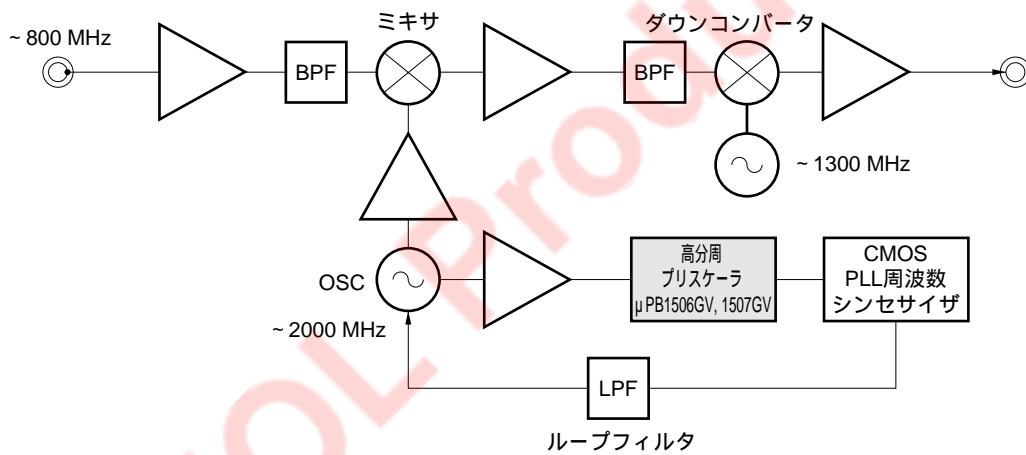 ミキサ
ダウンコンバータ
~ 800 MHz
BPF
BPF
~ 1300 MHz
OSC
~ 2000 MHz
高分周
プリスケーラ
μPB1506GV, 1507GV
CMOS
PLL周波数
シンセサイザ
LPF
ループフィルタ
EOL Produ